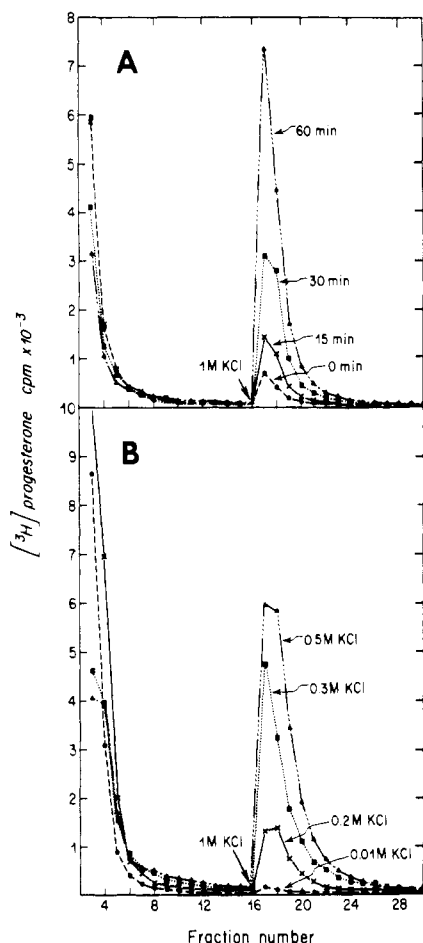 8
A
7
60 min
6
5
4
3
30 min
2
15 min
1
1M KCl
0 min
10
B
9
8
7
6
0.5M KCl
5
0.3M KCl
4
3
2
0.2M KCl
1
1M KCl
0.01M KCl
4 8 12 16 20 24 28
Fraction number
[³H] progesterone cpm x10⁻³